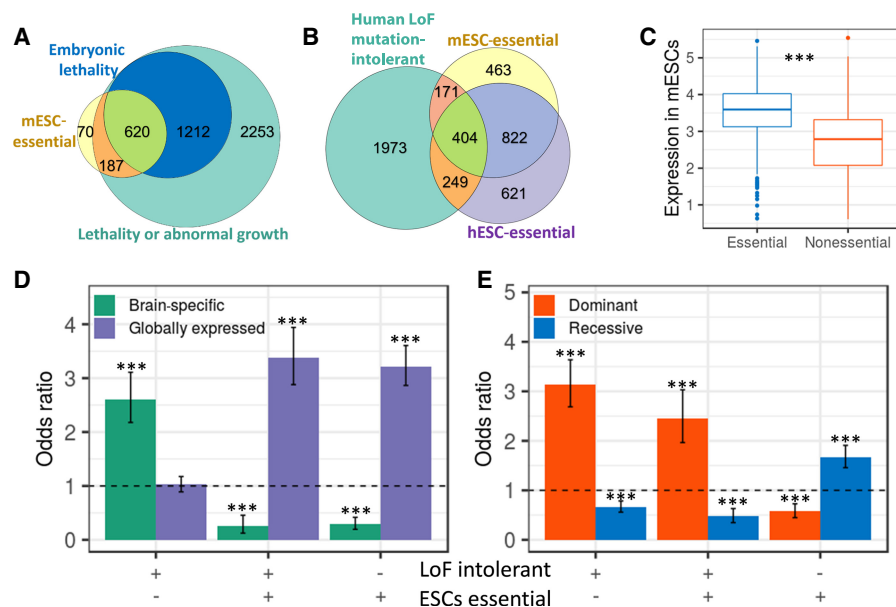 A
Embryonic
lethality
mESC-
essential
70
620
1212
2253
187
Lethality or abnormal growth
B
Human LoF
mutation-
intolerant
mESC-essential
463
171
1973
404
822
249
621
hESC-essential
C
***
Expression in mESCs
5
4
3
2
1
Essential
Nonessential
D
Brain-specific
Globally expressed
Odds ratio
4
3
2
1
0
***
***
***
***
***
+
+
-
-
+
+
E
Dominant
Recessive
Odds ratio
5
4
3
2
1
0
***
***
***
***
***
***
LoF intolerant
+
+
-
ESCs essential
-
+
+